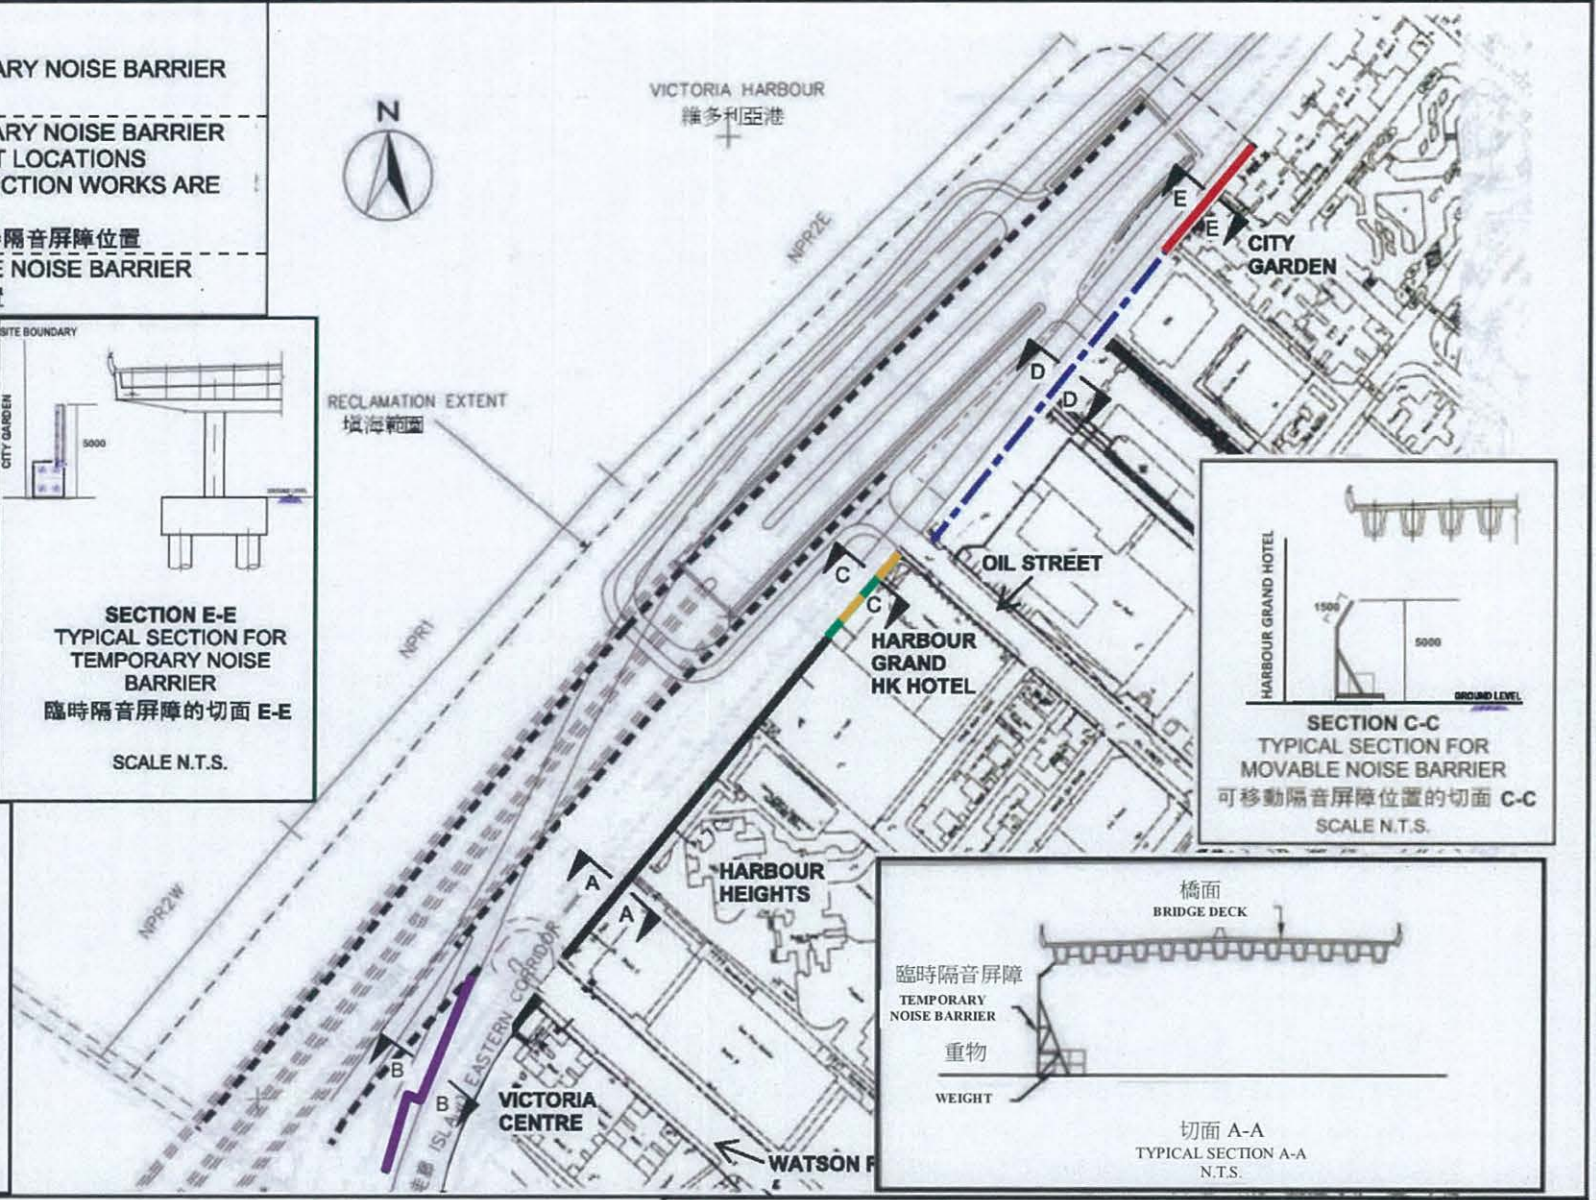 ARY NOISE BARRIER
ARY NOISE BARRIER
T LOCATIONS
CTION WORKS ARE
隔音屏障位置
E NOISE BARRIER
SITE BOUNDARY
CITY GARDEN
5000
GROUND LEVEL
SECTION E-E
TYPICAL SECTION FOR
TEMPORARY NOISE
BARRIER
臨時隔音屏障的切面 E-E
SCALE N.T.S.
N
VICTORIA HARBOUR
維多利亞港
NPR2E
RECLAMATION EXTENT
填海範圍
NPR1
NPR2W
E
E
CITY
GARDEN
D
D
C
C
OIL STREET
HARBOUR
GRAND
HK HOTEL
A
A
HARBOUR
HEIGHTS
B
B
EASTERN CORRIDOR
VICTORIA
CENTRE
WATSON
HARBOUR GRAND HOTEL
1500
5000
GROUND LEVEL
SECTION C-C
TYPICAL SECTION FOR
MOVABLE NOISE BARRIER
可移動隔音屏障位置的切面 C-C
SCALE N.T.S.
橋面
BRIDGE DECK
臨時隔音屏障
TEMPORARY
NOISE BARRIER
重物
WEIGHT
切面 A-A
TYPICAL SECTION A-A
N.T.S.